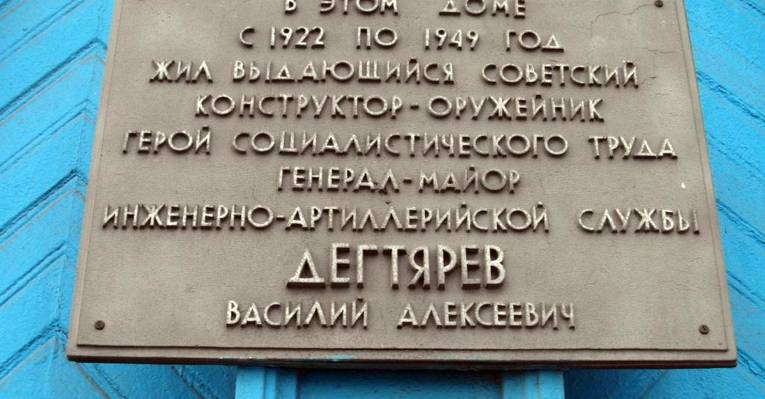 В ЭТОМ ДОМЕ
С 1922 ПО 1949 ГОД
ЖИЛ ВЫДАЮЩИЙСЯ СОВЕТСКИЙ
КОНСТРУКТОР-ОРУЖЕЙНИК
ГЕРОЙ СОЦИАЛИСТИЧЕСКОГО ТРУДА
ГЕНЕРАЛ-МАЙОР
ИНЖЕНЕРНО-АРТИЛЛЕРИЙСКОЙ СЛУЖБЫ
ДЕГТЯРЕВ
ВАСИЛИЙ АЛЕКСЕЕВИЧ